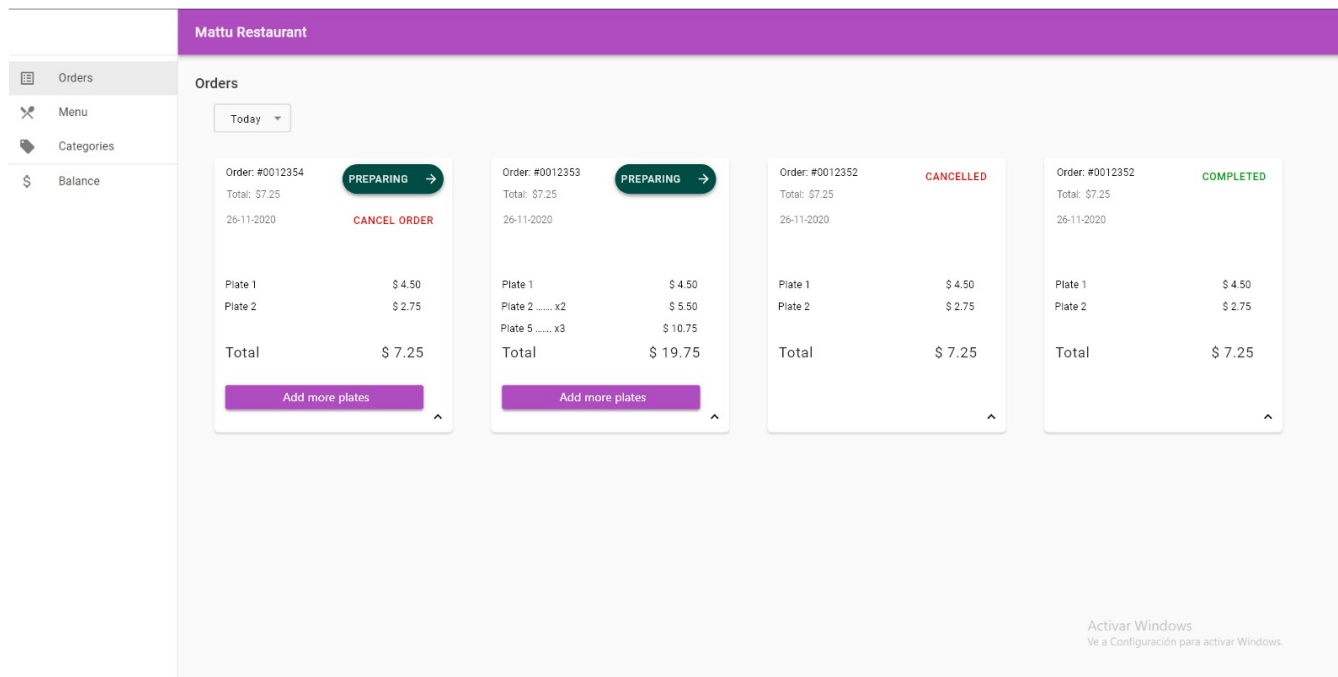 Mattu Restaurant
Orders
Menu
Categories
Balance
Orders
Today
Order: #0012354
PREPARING
Total: $7.25
26-11-2020
CANCEL ORDER
Plate 1 $ 4.50
Plate 2 $ 2.75
Total $ 7.25
Add more plates
Order: #0012353
PREPARING
Total: $7.25
26-11-2020
Plate 1 $ 4.50
Plate 2 ....... x2 $ 5.50
Plate 5 ....... x3 $ 10.75
Total $ 19.75
Add more plates
Order: #0012352
CANCELLED
Total: $7.25
26-11-2020
Plate 1 $ 4.50
Plate 2 $ 2.75
Total $ 7.25
Order: #0012352
COMPLETED
Total: $7.25
26-11-2020
Plate 1 $ 4.50
Plate 2 $ 2.75
Total $ 7.25
Activar Windows
Ve a Configuración para activar Windows.